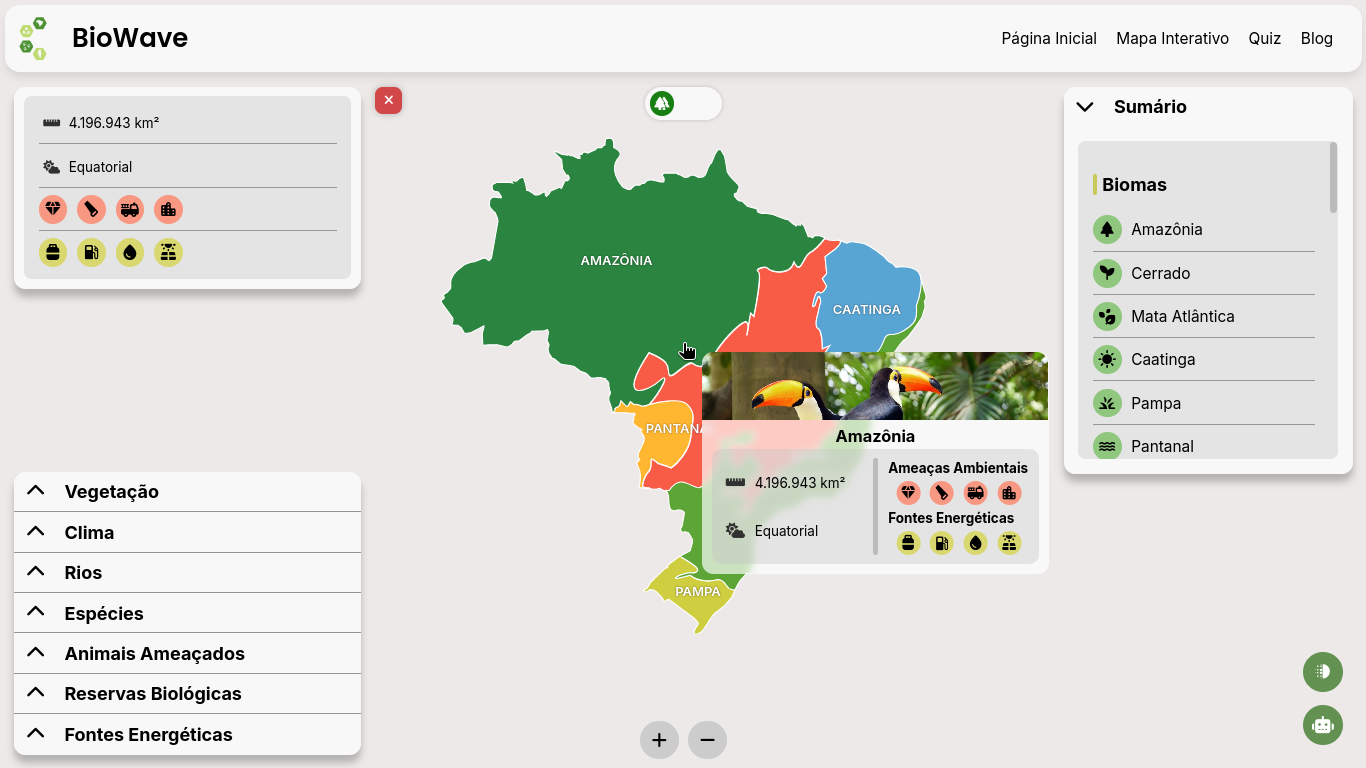 BioWave
Página Inicial Mapa Interativo Quiz Blog
4.196.943 km²
Equatorial
Vegetação
Clima
Rios
Espécies
Animais Ameaçados
Reservas Biológicas
Fontes Energéticas
×
AMAZÔNIA
CAATINGA
PANTANA
PAMPA
Amazônia
4.196.943 km²
Equatorial
Ameaças Ambientais
Fontes Energéticas
+ −
Sumário
Biomas
Amazônia
Cerrado
Mata Atlântica
Caatinga
Pampa
Pantanal